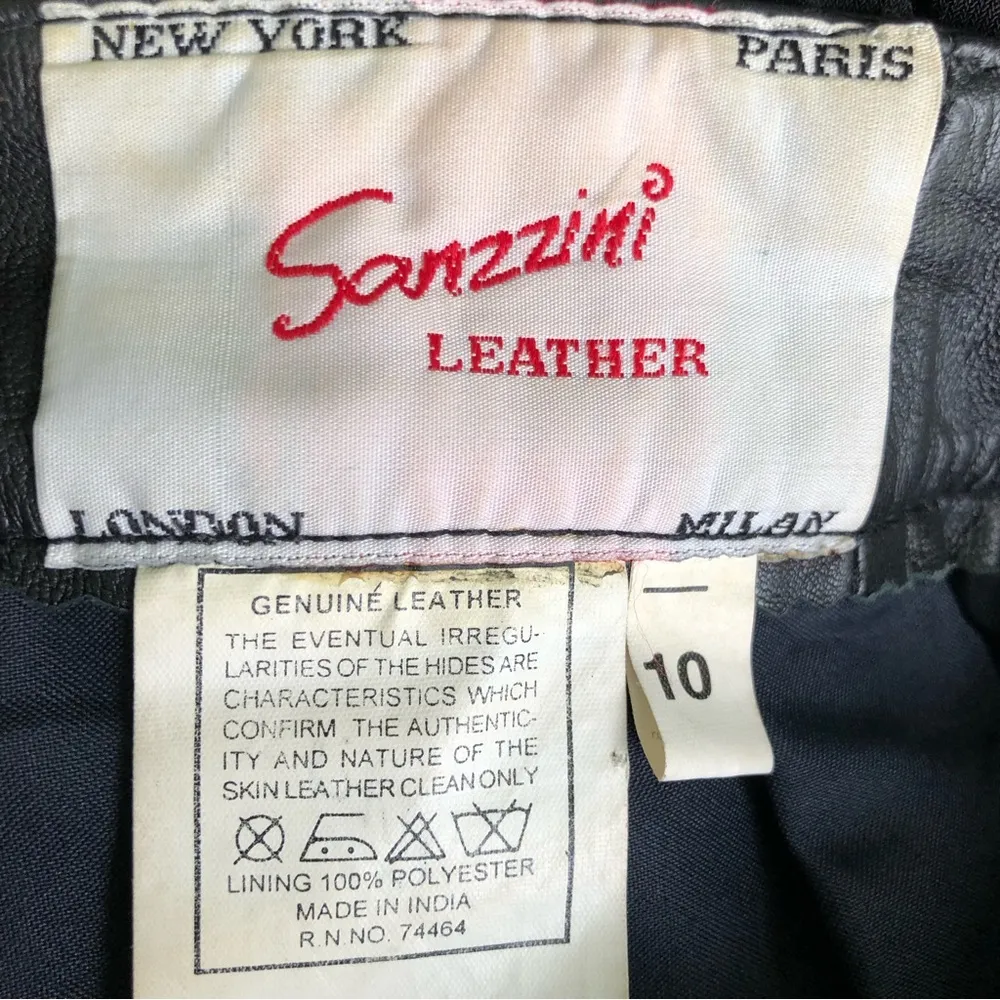 NEW YORK PARIS
Sanzzini
LEATHER
LONDON MILAN
GENUINE LEATHER
THE EVENTUAL IRREGU-
LARITIES OF THE HIDES ARE
CHARACTERISTICS WHICH
CONFIRM THE AUTHENTIC-
ITY AND NATURE OF THE
SKIN LEATHER CLEAN ONLY
LINING 100% POLYESTER
MADE IN INDIA
R.N.NO. 74464
10